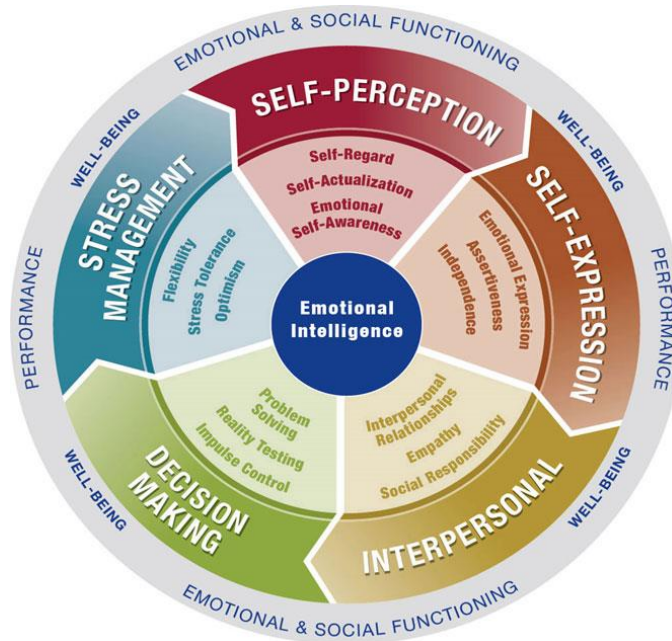 EMOTIONAL & SOCIAL FUNCTIONING
WELL-BEING
WELL-BEING
PERFORMANCE
PERFORMANCE
WELL-BEING
WELL-BEING
EMOTIONAL & SOCIAL FUNCTIONING
SELF-PERCEPTION
Self-Regard
Self-Actualization
Emotional
Self-Awareness
SELF-EXPRESSION
Emotional Expression
Assertiveness
Independence
INTERPERSONAL
Interpersonal
Relationships
Empathy
Social Responsibility
DECISION
MAKING
Problem
Solving
Reality Testing
Impulse Control
STRESS
MANAGEMENT
Flexibility
Stress Tolerance
Optimism
Emotional
Intelligence